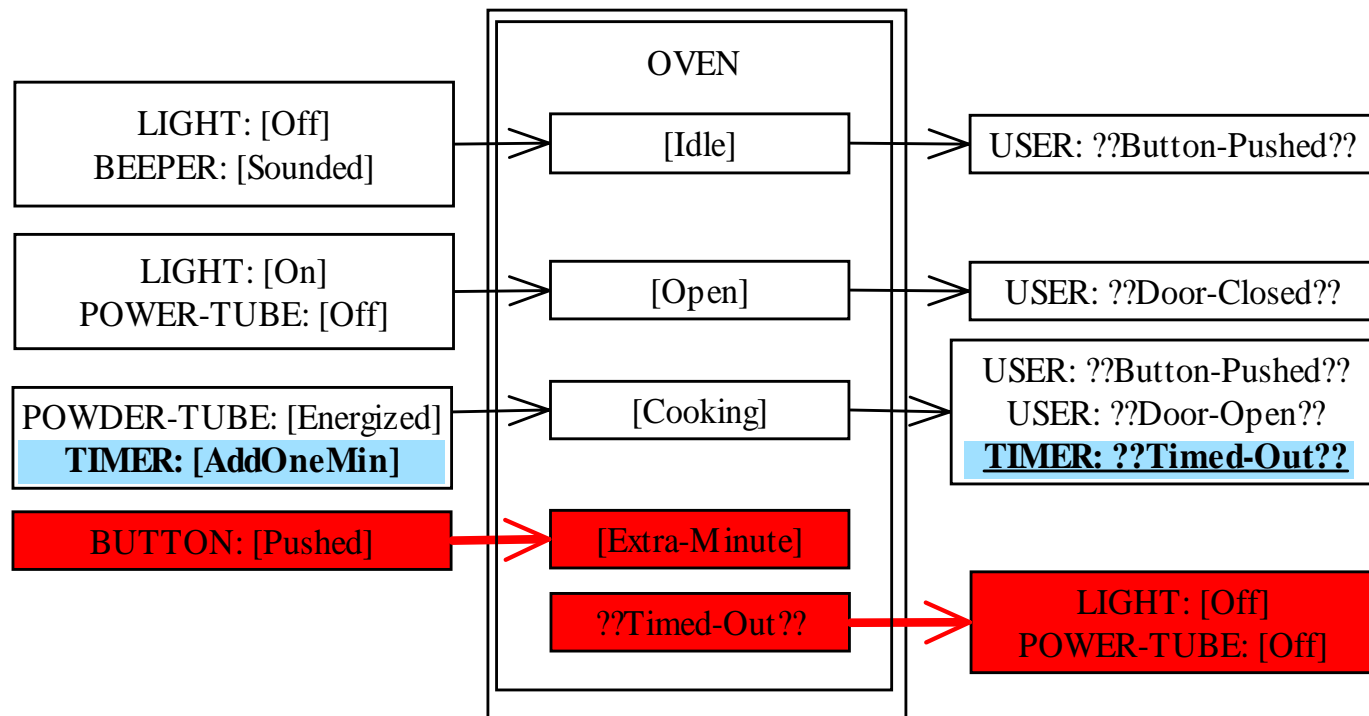 OVEN
LIGHT: [Off]
BEEPER: [Sounded]
[Idle]
USER: ??Button-Pushed??
LIGHT: [On]
POWER-TUBE: [Off]
[Open]
USER: ??Door-Closed??
POWDER-TUBE: [Energized]
TIMER: [AddOneMin]
[Cooking]
USER: ??Button-Pushed??
USER: ??Door-Open??
TIMER: ??Timed-Out??
BUTTON: [Pushed]
[Extra-Minute]
??Timed-Out??
LIGHT: [Off]
POWER-TUBE: [Off]